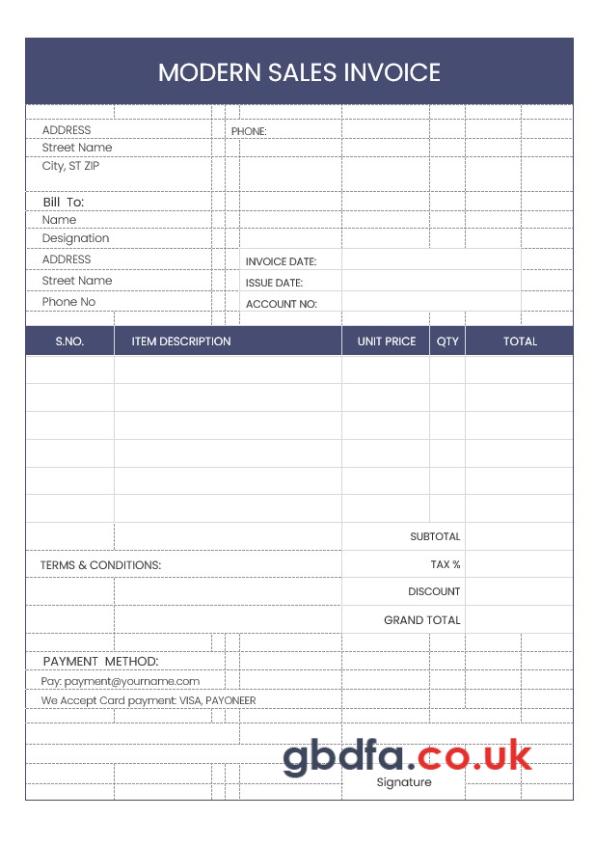 MODERN SALES INVOICE
ADDRESS PHONE:
Street Name
City, ST ZIP
Bill To:
Name
Designation
ADDRESS INVOICE DATE:
Street Name ISSUE DATE:
Phone No ACCOUNT NO:
S.NO. ITEM DESCRIPTION UNIT PRICE QTY TOTAL
SUBTOTAL
TERMS & CONDITIONS: TAX %
DISCOUNT
GRAND TOTAL
PAYMENT METHOD:
Pay: payment@yourname.com
We Accept Card payment: VISA, PAYONEER
gbdfa.co.uk
Signature